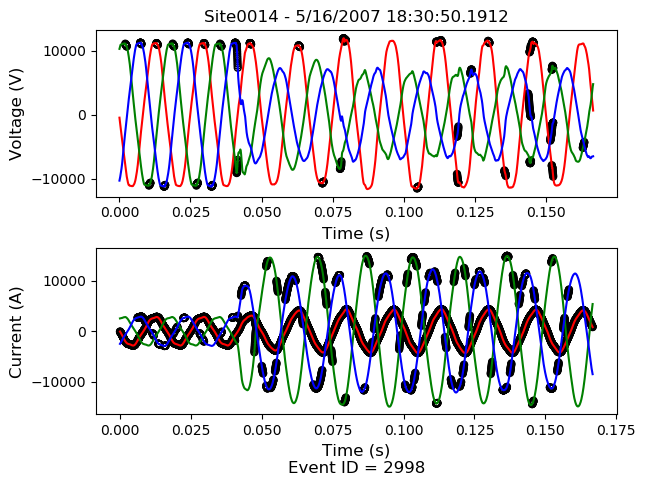 Site0014 - 5/16/2007 18:30:50.1912
Voltage (V)
10000
0
−10000
0.000 0.025 0.050 0.075 0.100 0.125 0.150
Time (s)
Current (A)
10000
0
−10000
0.000 0.025 0.050 0.075 0.100 0.125 0.150 0.175
Time (s)
Event ID = 2998